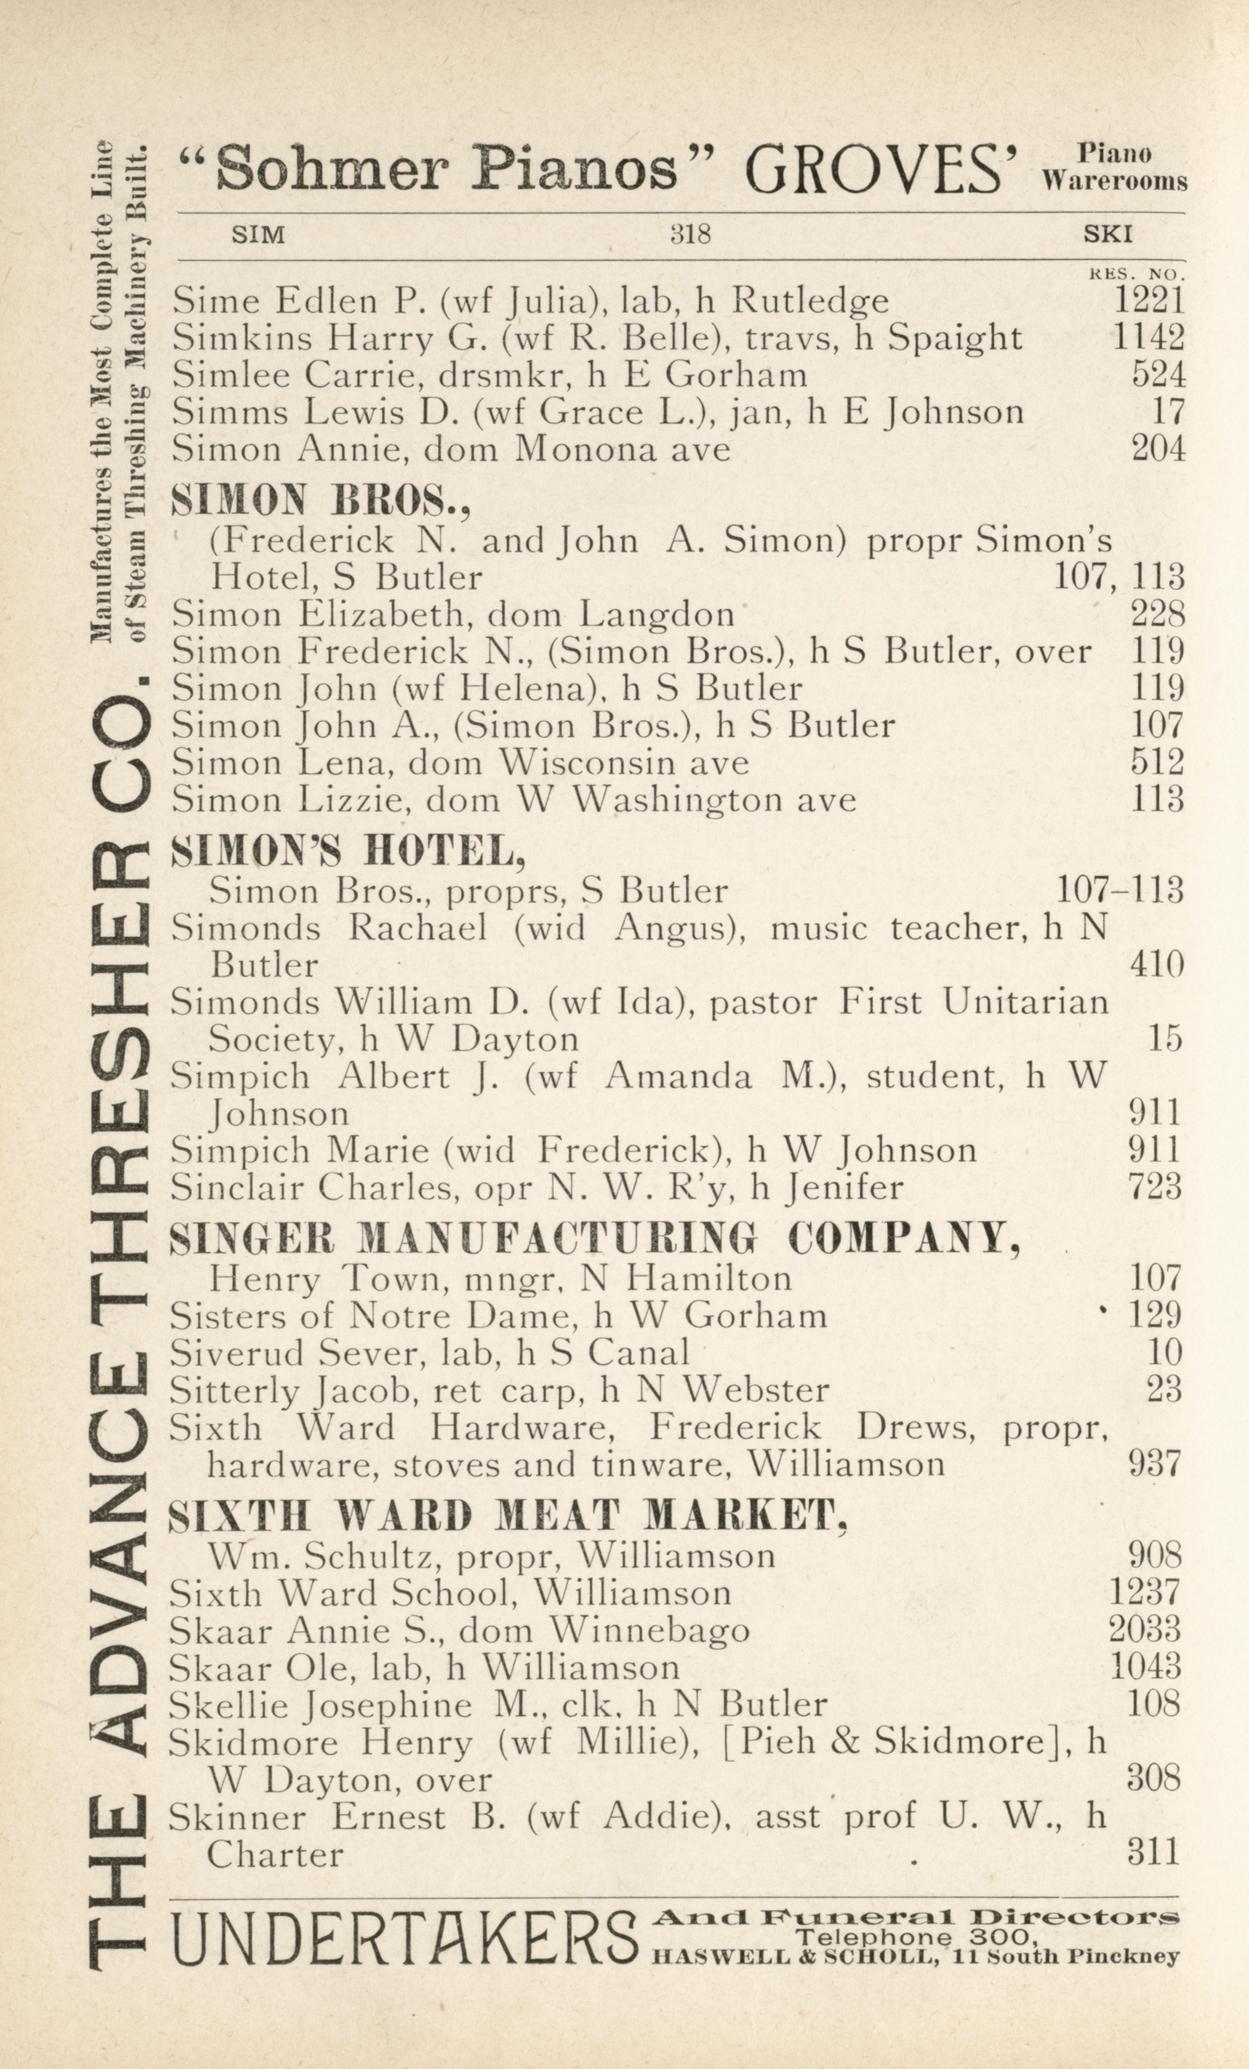 "Sohmer Pianos" GROVES' Piano Warerooms
SIM 318 SKI
RES. NO.
Sime Edlen P. (wf Julia), lab, h Rutledge 1221
Simkins Harry G. (wf R. Belle), travs, h Spaight 1142
Simlee Carrie, drsmkr, h E Gorham 524
Simms Lewis D. (wf Grace L.), jan, h E Johnson 17
Simon Annie, dom Monona ave 204
SIMON BROS.,
(Frederick N. and John A. Simon) propr Simon's
Hotel, S Butler 107, 113
Simon Elizabeth, dom Langdon 228
Simon Frederick N., (Simon Bros.), h S Butler, over 119
Simon John (wf Helena), h S Butler 119
Simon John A., (Simon Bros.), h S Butler 107
Simon Lena, dom Wisconsin ave 512
Simon Lizzie, dom W Washington ave 113
SIMON'S HOTEL,
Simon Bros., proprs, S Butler 107–113
Simonds Rachael (wid Angus), music teacher, h N
Butler 410
Simonds William D. (wf Ida), pastor First Unitarian
Society, h W Dayton 15
Simpich Albert J. (wf Amanda M.), student, h W
Johnson 911
Simpich Marie (wid Frederick), h W Johnson 911
Sinclair Charles, opr N. W. R'y, h Jenifer 723
SINGER MANUFACTURING COMPANY,
Henry Town, mngr, N Hamilton 107
Sisters of Notre Dame, h W Gorham 129
Siverud Sever, lab, h S Canal 10
Sitterly Jacob, ret carp, h N Webster 23
Sixth Ward Hardware, Frederick Drews, propr,
hardware, stoves and tinware, Williamson 937
SIXTH WARD MEAT MARKET,
Wm. Schultz, propr, Williamson 908
Sixth Ward School, Williamson 1237
Skaar Annie S., dom Winnebago 2033
Skaar Ole, lab, h Williamson 1043
Skellie Josephine M., clk, h N Butler 108
Skidmore Henry (wf Millie), [Pieh & Skidmore], h
W Dayton, over 308
Skinner Ernest B. (wf Addie), asst prof U. W., h
Charter 311
UNDERTAKERS And Funeral Directors
Telephone 300,
HASWELL & SCHOLL, 11 South Pinckney
THE ADVANCE THRESHER CO.
Manufactures the Most Complete Line
of Steam Threshing Machinery Built.